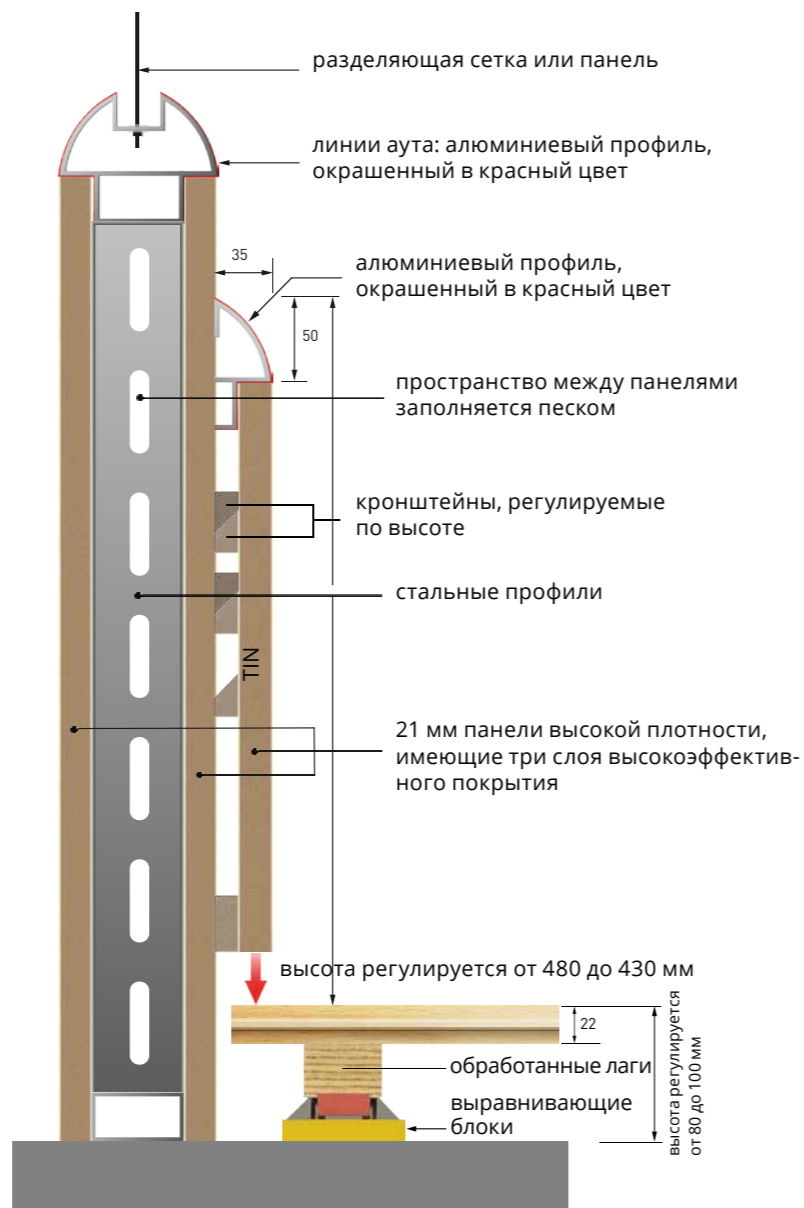 разделяющая сетка или панель
линии аута: алюминиевый профиль,
окрашенный в красный цвет
35
алюминиевый профиль,
окрашенный в красный цвет
50
пространство между панелями
заполняется песком
кронштейны, регулируемые
по высоте
стальные профили
TIN
21 мм панели высокой плотности,
имеющие три слоя высокоэффектив-
ного покрытия
высота регулируется от 480 до 430 мм
22
обработанные лаги
выравнивающие
блоки
высота регулируется
от 80 до 100 мм